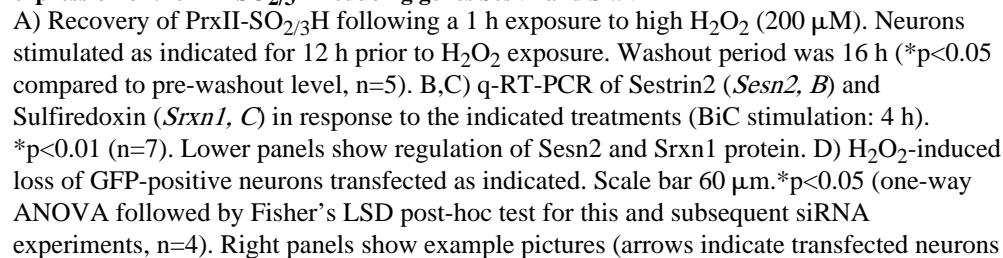 A) Recovery of PrxII-SO2/3H following a 1 h exposure to high H2O2 (200 μM). Neurons
stimulated as indicated for 12 h prior to H2O2 exposure. Washout period was 16 h (*p<0.05
compared to pre-washout level, n=5). B,C) q-RT-PCR of Sestrin2 (Sesn2, B) and
Sulfiredoxin (Srxn1, C) in response to the indicated treatments (BiC stimulation: 4 h).
*p<0.01 (n=7). Lower panels show regulation of Sesn2 and Srxn1 protein. D) H2O2-induced
loss of GFP-positive neurons transfected as indicated. Scale bar 60 μm.*p<0.05 (one-way
ANOVA followed by Fisher's LSD post-hoc test for this and subsequent siRNA
experiments, n=4). Right panels show example pictures (arrows indicate transfected neurons